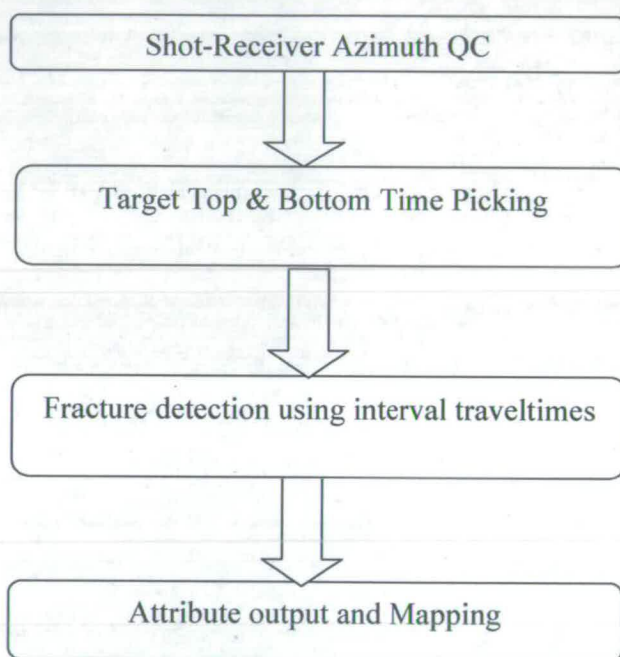 Shot-Receiver Azimuth QC
Target Top & Bottom Time Picking
Fracture detection using interval traveltimes
Attribute output and Mapping